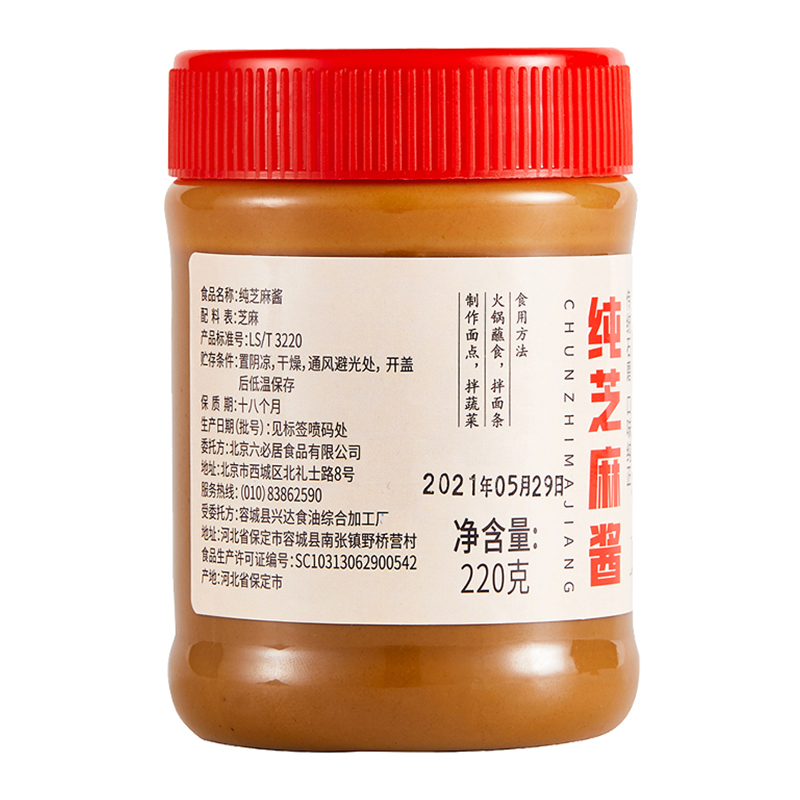 食品名称:纯芝麻酱
配 料 表:芝麻
产品标准号:LS/T 3220
贮存条件:置阴凉,干燥,通风避光处,开盖
后低温保存
保 质 期:十八个月
生产日期(批号):见标签喷码处
委托方:北京六必居食品有限公司
地址:北京市西城区北礼士路8号
服务热线:(010) 83862590
受委托方:容城县兴达食油综合加工厂
地址:河北省保定市容城县南张镇野桥营村
食品生产许可证编号:SC10313062900542
产地:河北省保定市
食用方法
火锅蘸食,拌面条
制作面点,拌蔬菜
2021年05月29日
净含量:
220克
CHUNZHIMAJIANG
纯芝麻酱